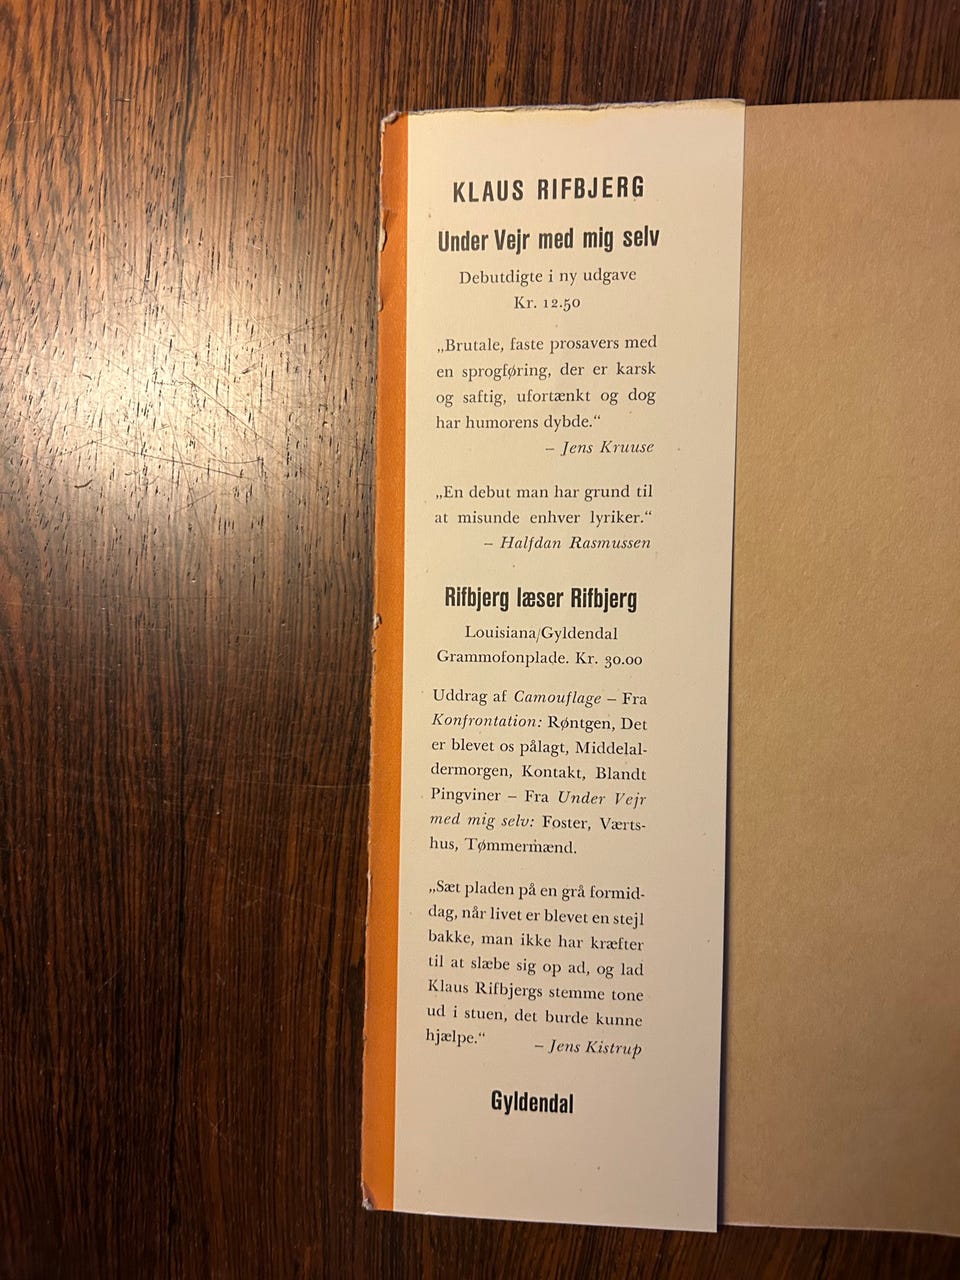 KLAUS RIFBJERG
Under Vejr med mig selv
Debutdigte i ny udgave
Kr. 12.50
„Brutale, faste prosavers med
en sprogføring, der er karsk
og saftig, ufortænkt og dog
har humorens dybde.“
– Jens Kruuse
„En debut man har grund til
at misunde enhver lyriker.“
– Halfdan Rasmussen
Rifbjerg læser Rifbjerg
Louisiana/Gyldendal
Grammofonplade. Kr. 30.00
Uddrag af Camouflage – Fra
Konfrontation: Røntgen, Det
er blevet os pålagt, Middelal-
dermorgen, Kontakt, Blandt
Pingviner – Fra Under Vejr
med mig selv: Foster, Værts-
hus, Tømmermænd.
„Sæt pladen på en grå formid-
dag, når livet er blevet en stejl
bakke, man ikke har kræfter
til at slæbe sig op ad, og lad
Klaus Rifbjergs stemme tone
ud i stuen, det burde kunne
hjælpe.“ – Jens Kistrup
Gyldendal